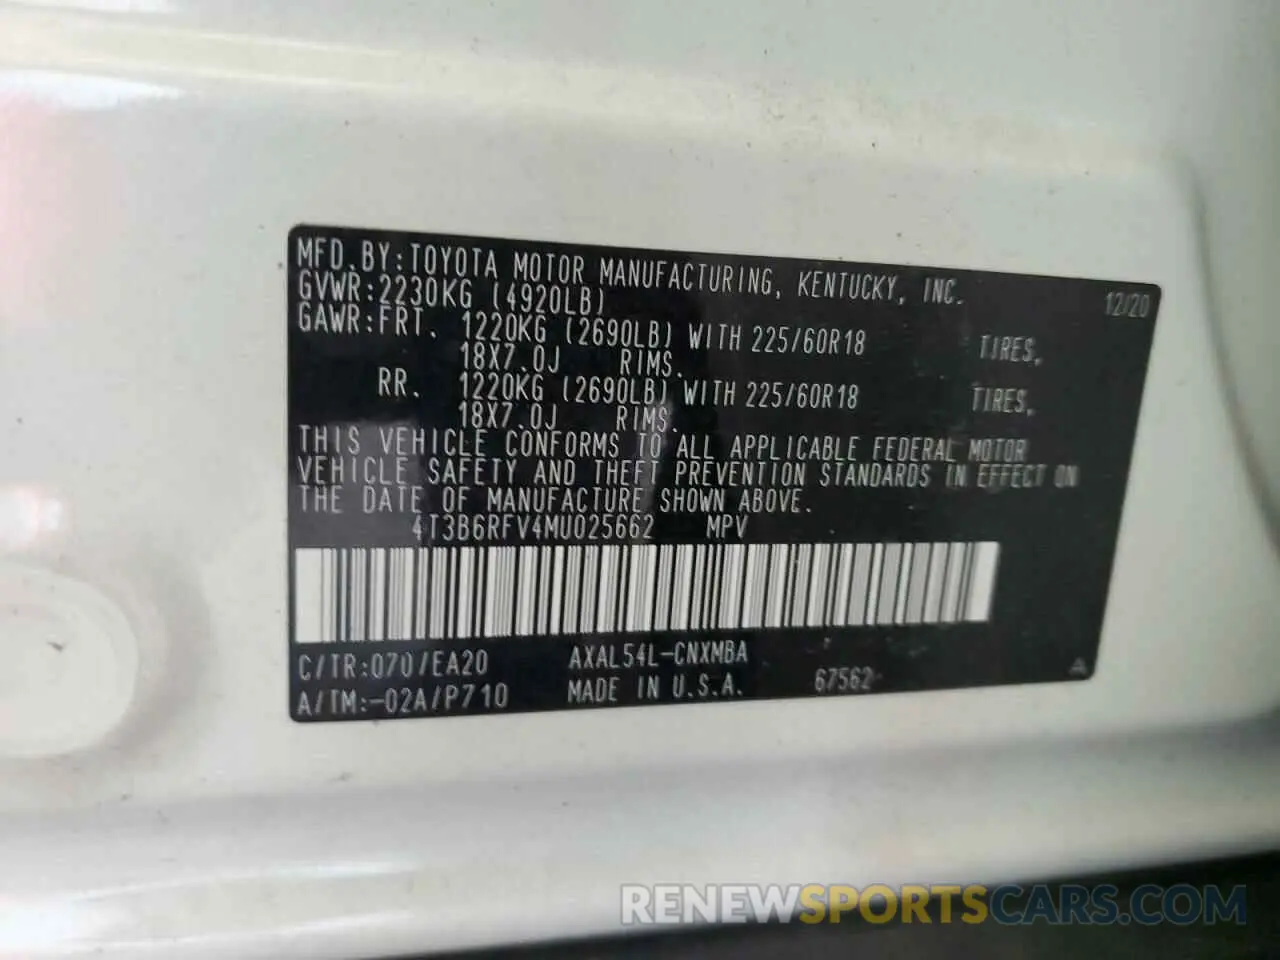 MFD.BY:TOYOTA MOTOR MANUFACTURING, KENTUCKY, INC. 12/20
GVWR:2230KG (4920LB)
GAWR:FRT. 1220KG (2690LB) WITH 225/60R18 TIRES,
18X7.0J RIMS.
RR. 1220KG (2690LB) WITH 225/60R18 TIRES,
18X7.0J RIMS.
THIS VEHICLE CONFORMS TO ALL APPLICABLE FEDERAL MOTOR
VEHICLE SAFETY AND THEFT PREVENTION STANDARDS IN EFFECT ON
THE DATE OF MANUFACTURE SHOWN ABOVE.
4T3B6RFV4MU025662 MPV
C/TR:070/EA20 AXAL54L-CNXMBA
A/TM:-02A/P710 MADE IN U.S.A. 67562 A
RENEWSPORTSCARS.COM